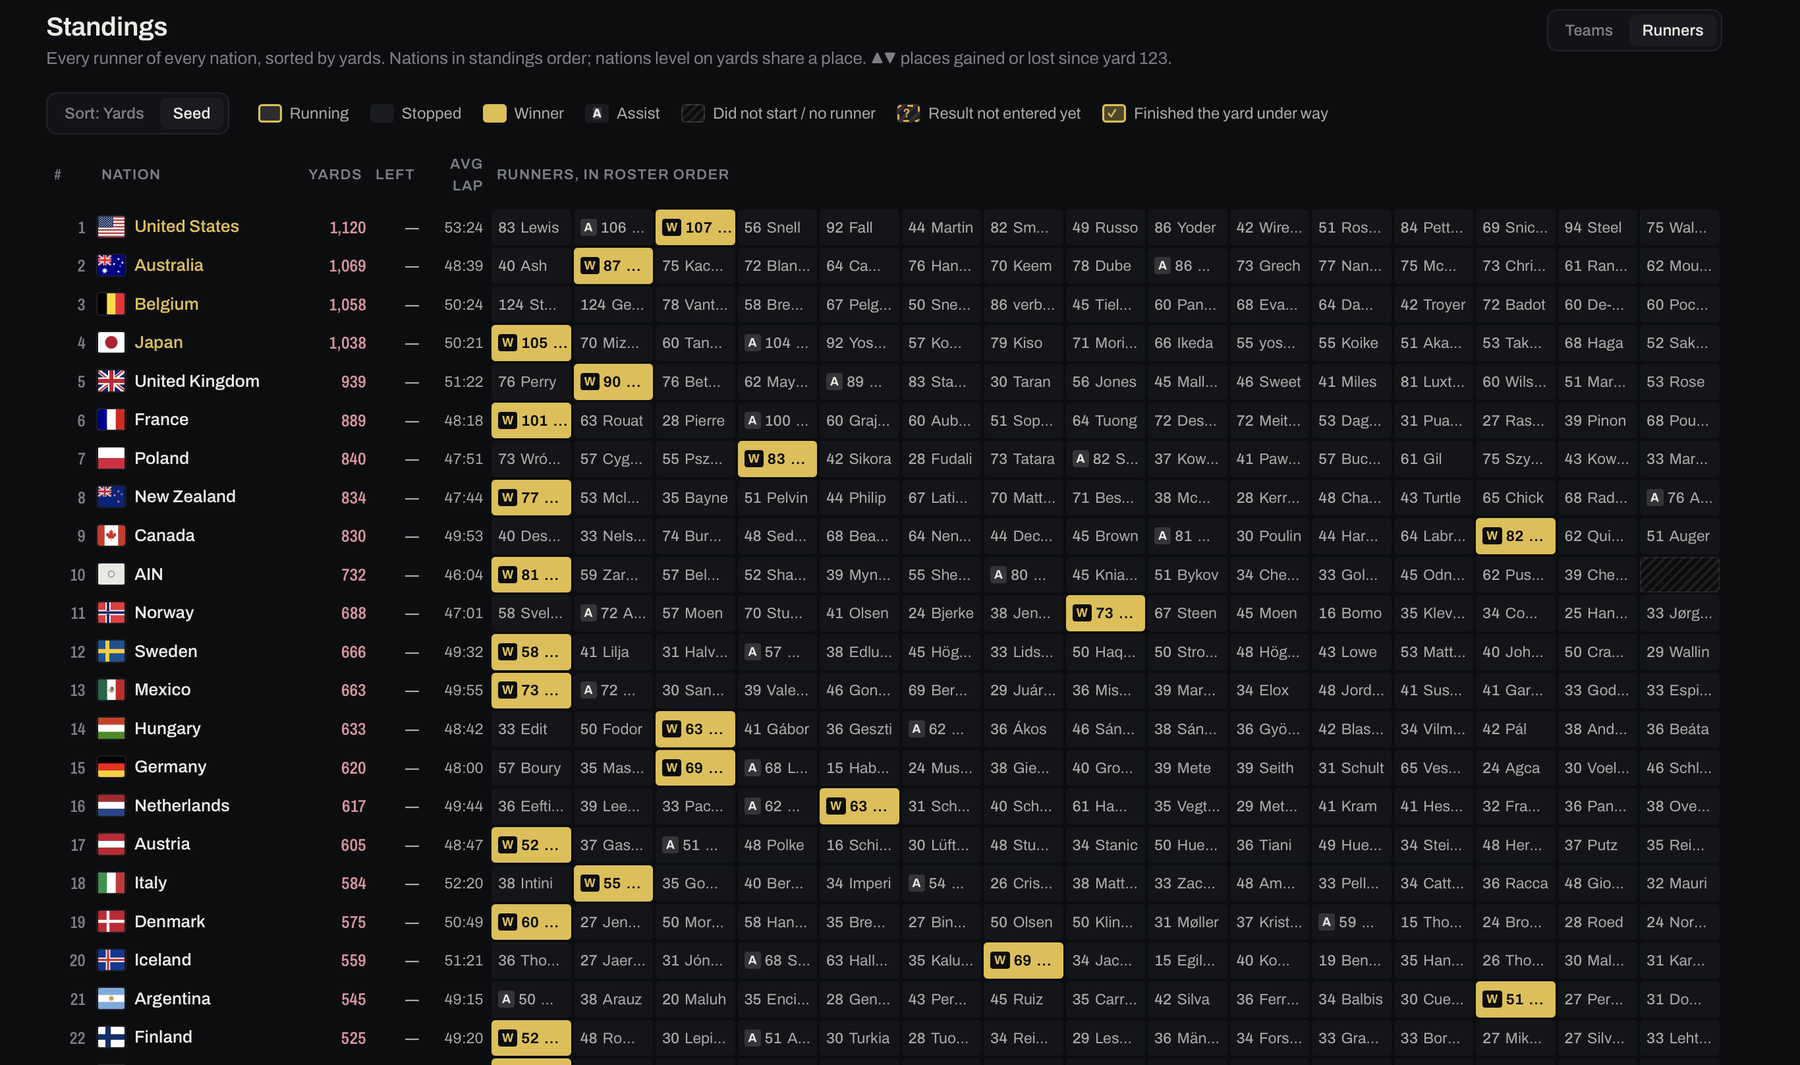 Standings
Teams Runners
Every runner of every nation, sorted by yards. Nations in standings order; nations level on yards share a place. ▲▼ places gained or lost since yard 123.
Sort: Yards Seed Running Stopped Winner A Assist Did not start / no runner ? Result not entered yet ✓ Finished the yard under way
# NATION YARDS LEFT AVG LAP RUNNERS, IN ROSTER ORDER
1 United States 1,120 — 53:24 83 Lewis A 106 ... W 107 ... 56 Snell 92 Fall 44 Martin 82 Sm... 49 Russo 86 Yoder 42 Wire... 51 Ros... 84 Pett... 69 Snic... 94 Steel 75 Wal...
2 Australia 1,069 — 48:39 40 Ash W 87 ... 75 Kac... 72 Blan... 64 Ca... 76 Han... 70 Keem 78 Dube A 86 ... 73 Grech 77 Nan... 75 Mc... 73 Chri... 61 Ran... 62 Mou...
3 Belgium 1,058 — 50:24 124 St... 124 Ge... 78 Vant... 58 Bre... 67 Pelg... 50 Sne... 86 verb... 45 Tiel... 60 Pan... 68 Eva... 64 Da... 42 Troyer 72 Badot 60 De-... 60 Poc...
4 Japan 1,038 — 50:21 W 105 ... 70 Miz... 60 Tan... A 104 ... 92 Yos... 57 Ko... 79 Kiso 71 Mori... 66 Ikeda 55 yos... 55 Koike 51 Aka... 53 Tak... 68 Haga 52 Sak...
5 United Kingdom 939 — 51:22 76 Perry W 90 ... 76 Bet... 62 May... A 89 ... 83 Sta... 30 Taran 56 Jones 45 Mall... 46 Sweet 41 Miles 81 Luxt... 60 Wils... 51 Mar... 53 Rose
6 France 889 — 48:18 W 101 ... 63 Rouat 28 Pierre A 100 ... 60 Graj... 60 Aub... 51 Sop... 64 Tuong 72 Des... 72 Meit... 53 Dag... 31 Pua... 27 Ras... 39 Pinon 68 Pou...
7 Poland 840 — 47:51 73 Wró... 57 Cyg... 55 Psz... W 83 ... 42 Sikora 28 Fudali 73 Tatara A 82 S... 37 Kow... 41 Paw... 57 Buc... 61 Gil 75 Szy... 43 Kow... 33 Mar...
8 New Zealand 834 — 47:44 W 77 ... 53 Mcl... 35 Bayne 51 Pelvin 44 Philip 67 Lati... 70 Matt... 71 Bes... 38 Mc... 28 Kerr... 48 Cha... 43 Turtle 65 Chick 68 Rad... A 76 A...
9 Canada 830 — 49:53 40 Des... 33 Nels... 74 Bur... 48 Sed... 68 Bea... 64 Nen... 44 Dec... 45 Brown A 81 ... 30 Poulin 44 Har... 64 Labr... W 82 ... 62 Qui... 51 Auger
10 AIN 732 — 46:04 W 81 ... 59 Zar... 57 Bel... 52 Sha... 39 Myn... 55 She... A 80 ... 45 Knia... 51 Bykov 34 Che... 33 Gol... 45 Odn... 62 Pus... 39 Che...
11 Norway 688 — 47:01 58 Svel... A 72 A... 57 Moen 70 Stu... 41 Olsen 24 Bjerke 38 Jen... W 73 ... 67 Steen 45 Moen 16 Bomo 35 Klev... 34 Co... 25 Han... 33 Jørg...
12 Sweden 666 — 49:32 W 58 ... 41 Lilja 31 Halv... A 57 ... 38 Edlu... 45 Hög... 33 Lids... 50 Haq... 50 Stro... 48 Hög... 43 Lowe 53 Matt... 40 Joh... 50 Cra... 29 Wallin
13 Mexico 663 — 49:55 W 73 ... A 72 ... 30 San... 39 Vale... 46 Gon... 69 Ber... 29 Juár... 36 Mis... 39 Mar... 34 Elox 48 Jord... 41 Sus... 41 Gar... 33 God... 33 Espi...
14 Hungary 633 — 48:42 33 Edit 50 Fodor W 63 ... 41 Gábor 36 Geszti A 62 ... 36 Ákos 46 Sán... 38 Sán... 36 Gyö... 42 Blas... 34 Vilm... 42 Pál 38 And... 36 Beáta
15 Germany 620 — 48:00 57 Boury 35 Mas... W 69 ... A 68 L... 15 Hab... 24 Mus... 38 Gie... 40 Gro... 39 Mete 39 Seith 31 Schult 65 Ves... 24 Agca 30 Voel... 46 Schl...
16 Netherlands 617 — 49:44 36 Eefti... 39 Lee... 33 Pac... A 62 ... W 63 ... 31 Sch... 40 Sch... 61 Ha... 35 Vegt... 29 Met... 41 Kram 41 Hes... 32 Fra... 36 Pan... 38 Ove...
17 Austria 605 — 48:47 W 52 ... 37 Gas... A 51 ... 48 Polke 16 Schi... 30 Lüft... 48 Stu... 34 Stanic 50 Hue... 36 Tiani 49 Hue... 34 Stei... 48 Her... 37 Putz 35 Rei...
18 Italy 584 — 52:20 38 Intini W 55 ... 35 Go... 40 Ber... 34 Imperi A 54 ... 26 Cris... 38 Matt... 33 Zac... 48 Am... 33 Pell... 34 Catt... 36 Racca 48 Gio... 32 Mauri
19 Denmark 575 — 50:49 W 60 ... 27 Jen... 50 Mor... 58 Han... 35 Bre... 27 Bin... 50 Olsen 50 Klin... 31 Møller 37 Krist... A 59 ... 15 Tho... 24 Bro... 28 Roed 24 Nor...
20 Iceland 559 — 51:21 36 Tho... 27 Jaer... 31 Jón... A 68 S... 63 Hall... 35 Kalu... W 69 ... 34 Jac... 15 Egil... 40 Ko... 19 Ben... 35 Han... 26 Tho... 30 Mal... 31 Kar...
21 Argentina 545 — 49:15 A 50 ... 38 Arauz 20 Maluh 35 Enci... 28 Gen... 43 Per... 45 Ruiz 35 Carr... 42 Silva 36 Ferr... 34 Balbis 30 Cue... W 51 ... 27 Per... 31 Do...
22 Finland 525 — 49:20 W 52 ... 48 Ro... 30 Lepi... A 51 A... 30 Turkia 28 Tuo... 34 Rei... 29 Les... 36 Män... 34 Fors... 33 Gra... 33 Bor... 27 Mik... 27 Silv... 33 Leht...